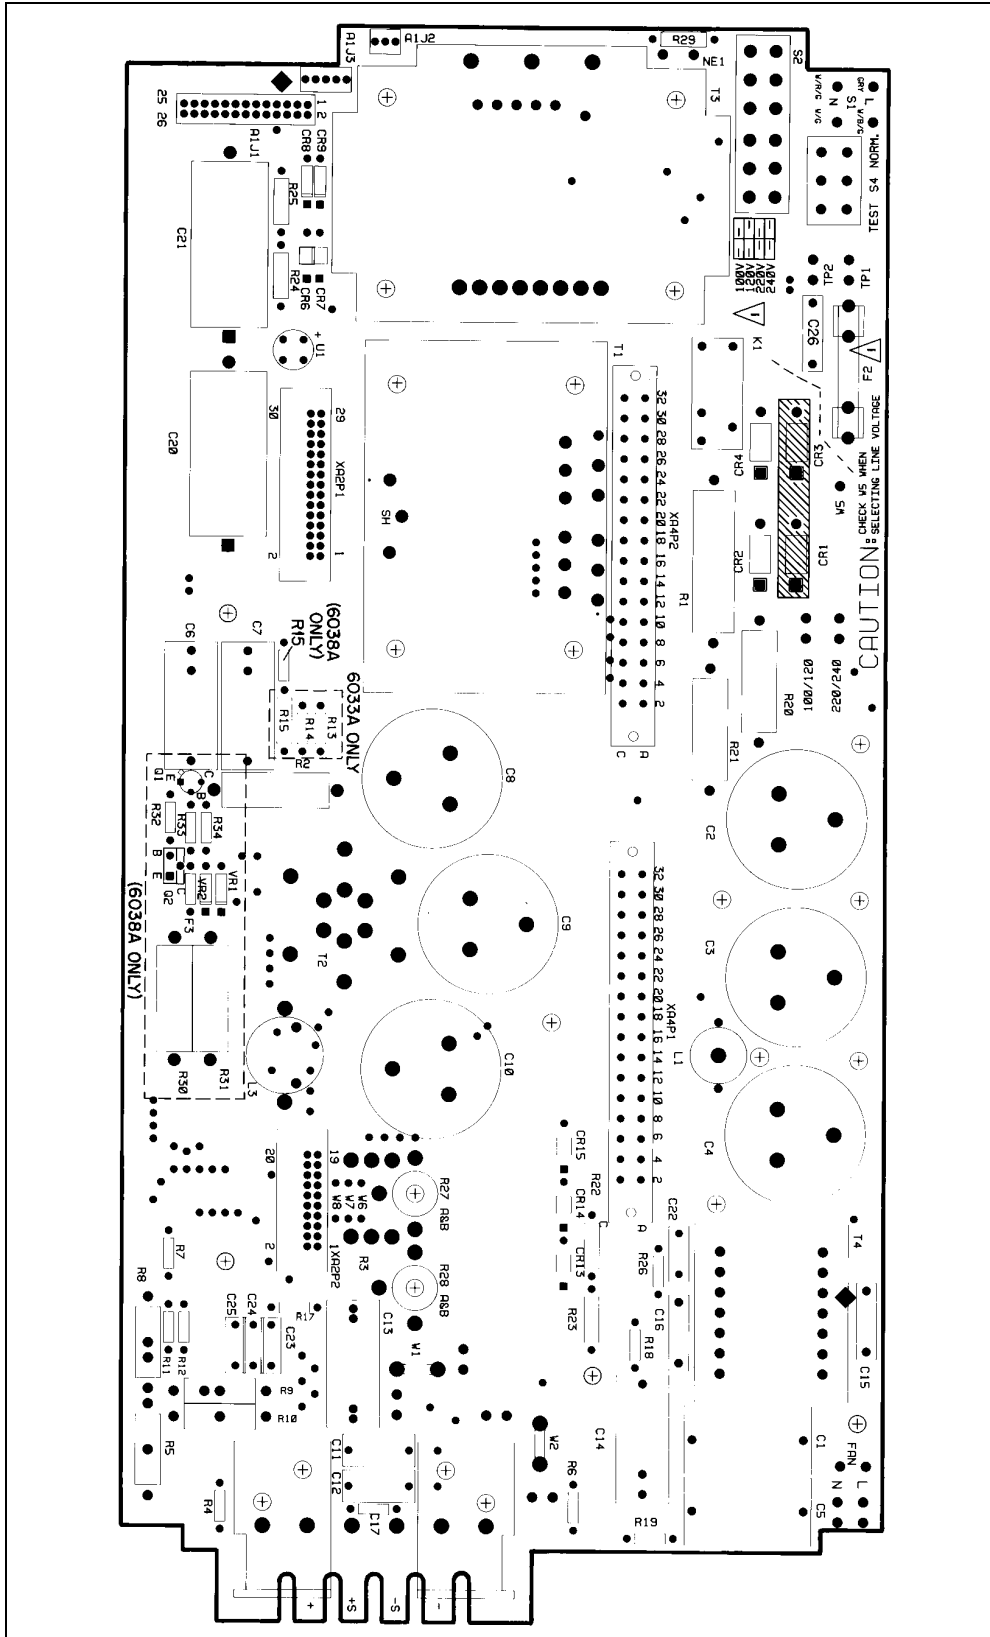 A1J3
A1J2
R29
NE1
S2
W/R/G
W/G
GRY
G/B/W
S1
N
L
T3
25 26
1 2
A1J1
CR8
CR9
R25
TEST S4 NORM.
C21
R24
CR6
CR7
100V
120V
220V
240V
TP2
TP1
+ U1
K1
C26
F2
T1
30
29
C20
XA2P1
2
1
SH
32 30 28 26 24 22 20 18 16 14 12 10 8 6 4 2
XA4P2
C
A
CR4
CR3
W5
CR2
CR1
R1
CAUTION:
CHECK W5 WHEN
SELECTING LINE VOLTAGE
C6
C7
R15
(6038A
ONLY)
6033A ONLY
R15
R14
R13
R2
R20
100/120
220/240
R21
C8
C2
Q1
E
C
B
R32
R33
R34
B
E
C
Q2
VR2
VR1
F3
(6038A ONLY)
T2
C9
32 30 28 26 24 22 20 18 16 14 12 10 8 6 4 2
XA4P1
C
A
C3
L1
R30
R31
L3
C10
C4
20
19
2
1
XA2P2
W8
W7
W6
R3
R27
A&B
R28 A&B
CR15
CR14
CR13
R22
C22
R26
C16
R23
R18
T4
C15
R7
R8
R11
R12
C25
C24
C23
R17
C13
W1
R9
R10
R5
R4
C11
C12
C17
W2
R6
C14
R19
C1
C5
FAN
N
L
+
+S
-S
-